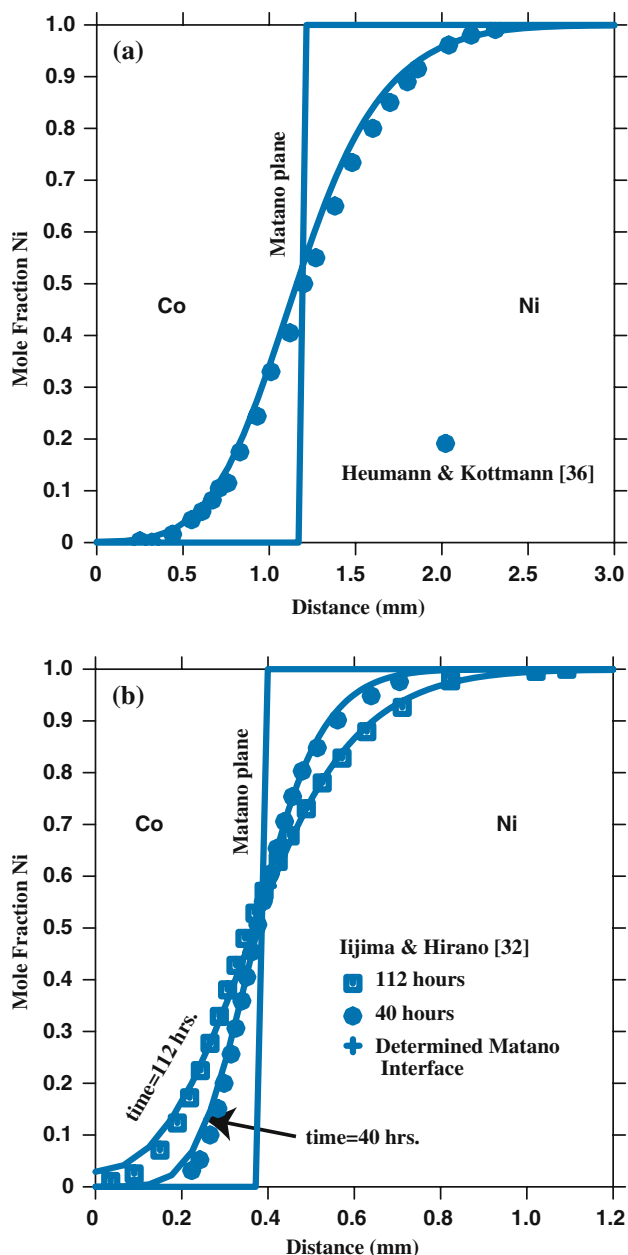 (a)
1.0
0.9
0.8
0.7
0.6
0.5
0.4
0.3
0.2
0.1
0
Mole Fraction Ni
Matano plane
Co
Ni
Heumann & Kottmann [36]
0 0.5 1.0 1.5 2.0 2.5 3.0
Distance (mm)
(b)
1.0
0.9
0.8
0.7
0.6
0.5
0.4
0.3
0.2
0.1
0
Mole Fraction Ni
Matano plane
Co
Ni
Iijima & Hirano [32]
112 hours
40 hours
Determined Matano
Interface
time=112 hrs.
time=40 hrs.
0 0.2 0.4 0.6 0.8 1.0 1.2
Distance (mm)